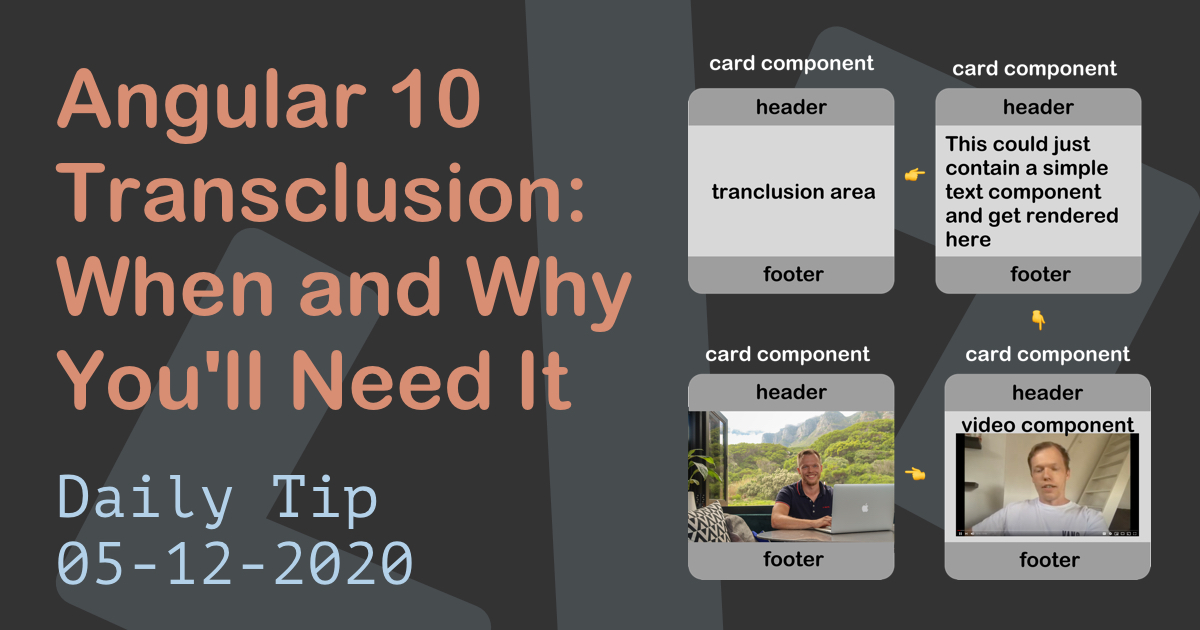 Angular 10
Transclusion:
When and Why
You'll Need It
Daily Tip
05-12-2020
card component
header
tranclusion area
footer
card component
header
This could just
contain a simple
text component
and get rendered
here
footer
card component
header
footer
card component
header
video component
footer